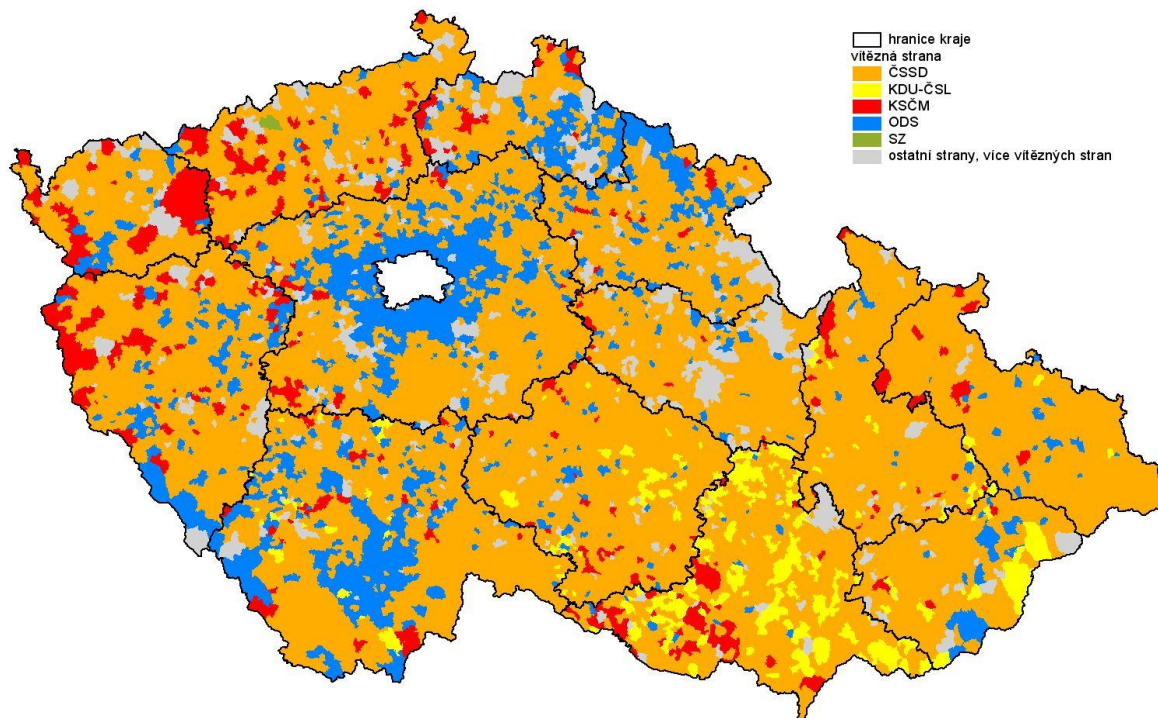 hranice kraje
vítězná strana
ČSSD
KDU-ČSL
KSČM
ODS
SZ
ostatní strany, více vítězných stran